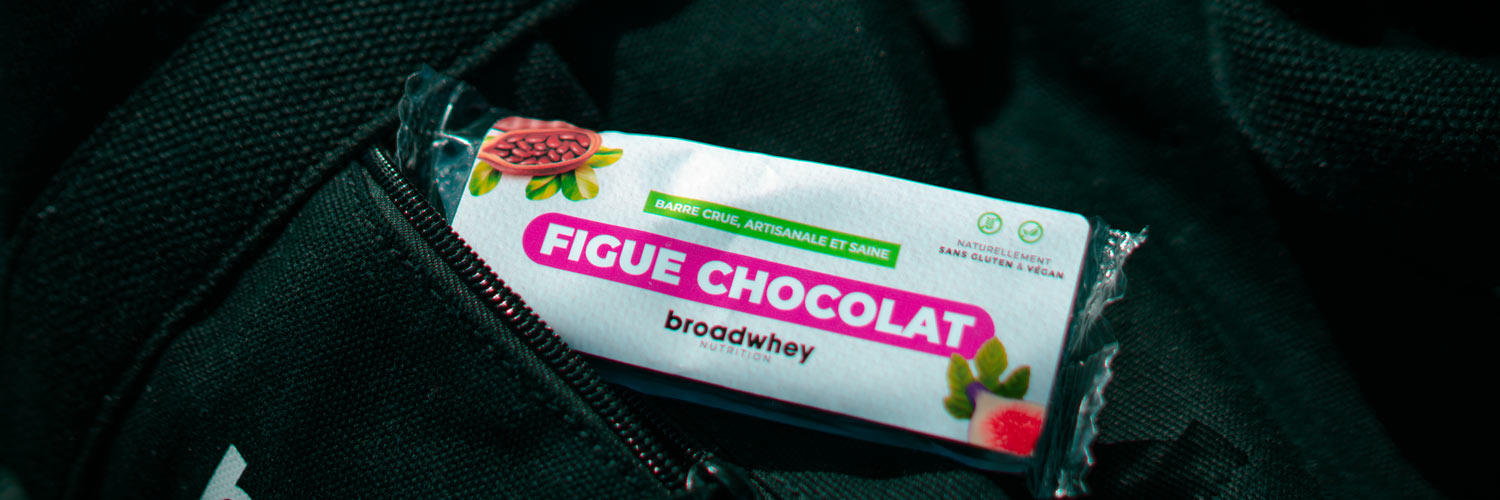 BARRE CRUE, ARTISANALE ET SAINE
NATURELLEMENT
SANS GLUTEN & VÉGAN
FIGUE CHOCOLAT
broadwhey
NUTRITION
b